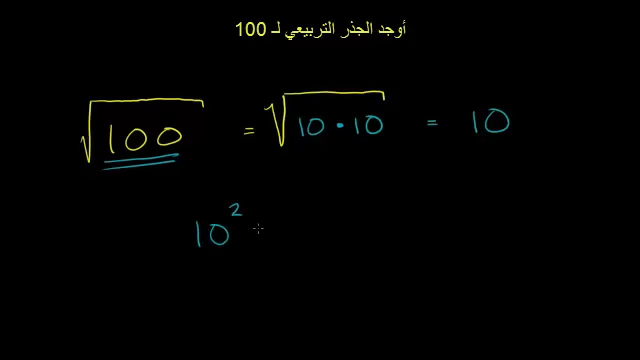 أوجد الجذر التربيعي لـ 100
√100 = √10·10 = 10
10²